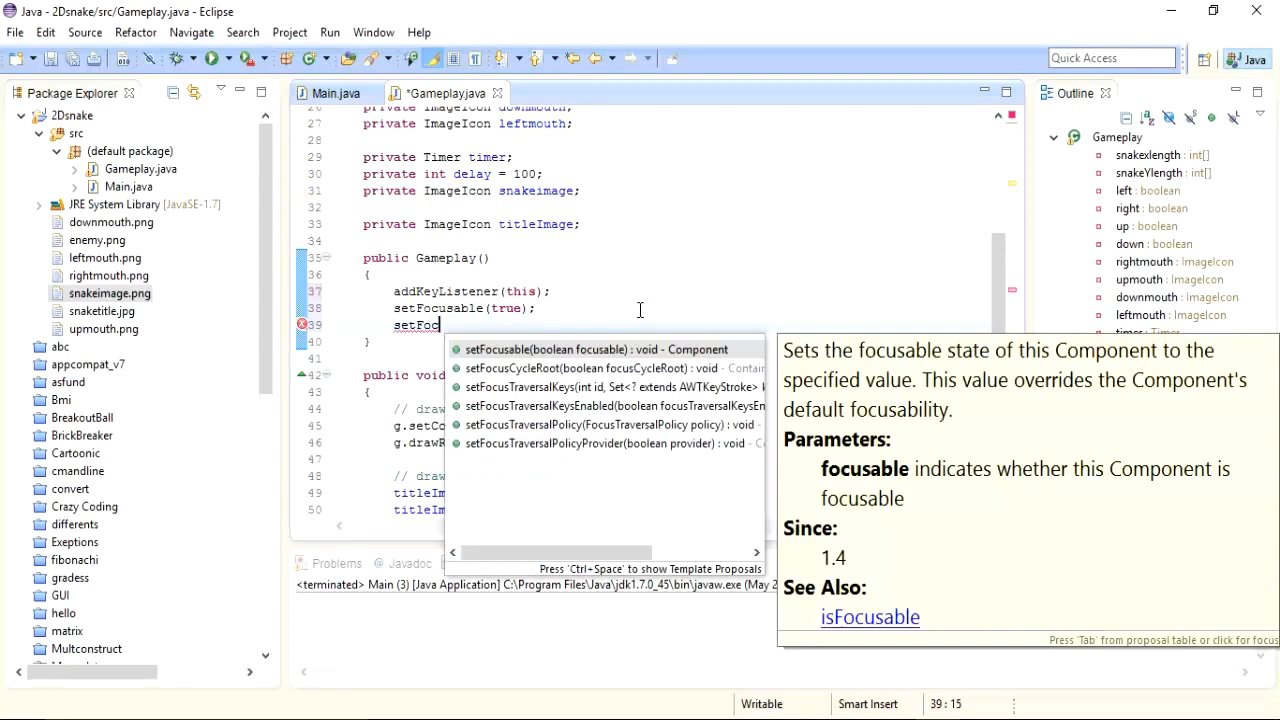 Java - 2Dsnake/src/Gameplay.java - Eclipse
File Edit Source Refactor Navigate Search Project Run Window Help
Quick Access
Java
Package Explorer
2Dsnake
src
(default package)
Gameplay.java
Main.java
JRE System Library [JavaSE-1.7]
downmouth.png
enemy.png
leftmouth.png
rightmouth.png
snakeimage.png
snaketitle.jpg
upmouth.png
abc
appcompat_v7
asfund
Bmi
BreakoutBall
BrickBreaker
Cartoonic
cmandline
convert
Crazy Coding
differents
Exeptions
fibonachi
gradess
GUI
hello
matrix
Multconstruct
Main.java
*Gameplay.java
26 private ImageIcon downmouth;
27 private ImageIcon leftmouth;
28
29 private Timer timer;
30 private int delay = 100;
31 private ImageIcon snakeimage;
32
33 private ImageIcon titleImage;
34
35 public Gameplay()
36 {
37 addKeyListener(this);
38 setFocusable(true);
39 setFoc
40 }
41
42 public void
43 {
44 // draw
45 g.setCo
46 g.drawR
47
48 // draw
49 titleIm
50 titleIm
setFocusable(boolean focusable) : void - Component
setFocusCycleRoot(boolean focusCycleRoot) : void - Contain
setFocusTraversalKeys(int id, Set<? extends AWTKeyStroke> k
setFocusTraversalKeysEnabled(boolean focusTraversalKeysEn
setFocusTraversalPolicy(FocusTraversalPolicy policy) : void -
setFocusTraversalPolicyProvider(boolean provider) : void - Co
Press 'Ctrl+Space' to show Template Proposals
Sets the focusable state of this Component to the
specified value. This value overrides the Component's
default focusability.
Parameters:
focusable indicates whether this Component is
focusable
Since:
1.4
See Also:
isFocusable
Press 'Tab' from proposal table or click for focus
Outline
Gameplay
snakexlength : int[]
snakeYlength : int[]
left : boolean
right : boolean
up : boolean
down : boolean
rightmouth : ImageIcon
upmouth : ImageIcon
downmouth : ImageIcon
leftmouth : ImageIcon
timer : Timer
Problems
@ Javadoc
<terminated> Main (3) [Java Application] C:\Program Files\Java\jdk1.7.0_45\bin\javaw.exe (May 2
Writable
Smart Insert
39 : 15